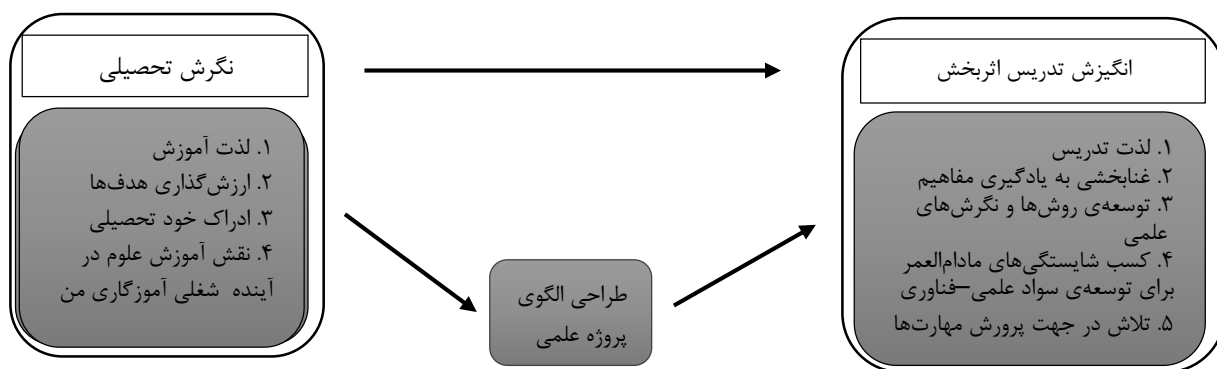 انگیزش تدریس اثربخش
۱. لذت تدریس
۲. غنابخشی به یادگیری مفاهیم
۳. توسعه‌ی روش‌ها و نگرش‌های
علمی
۴. کسب شایستگی‌های مادام‌العمر
برای توسعه‌ی سواد علمی–فناوری
۵. تلاش در جهت پرورش مهارت‌ها
طراحی الگوی
پروژه علمی
نگرش تحصیلی
۱. لذت آموزش
۲. ارزش‌گذاری هدف‌ها
۳. ادراک خود تحصیلی
۴. نقش آموزش علوم در
آینده شغلی آموزگاری من